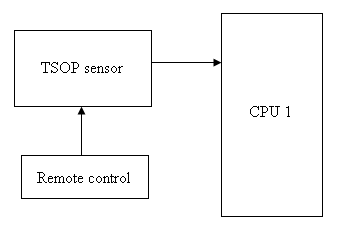 TSOP sensor
CPU 1
Remote control